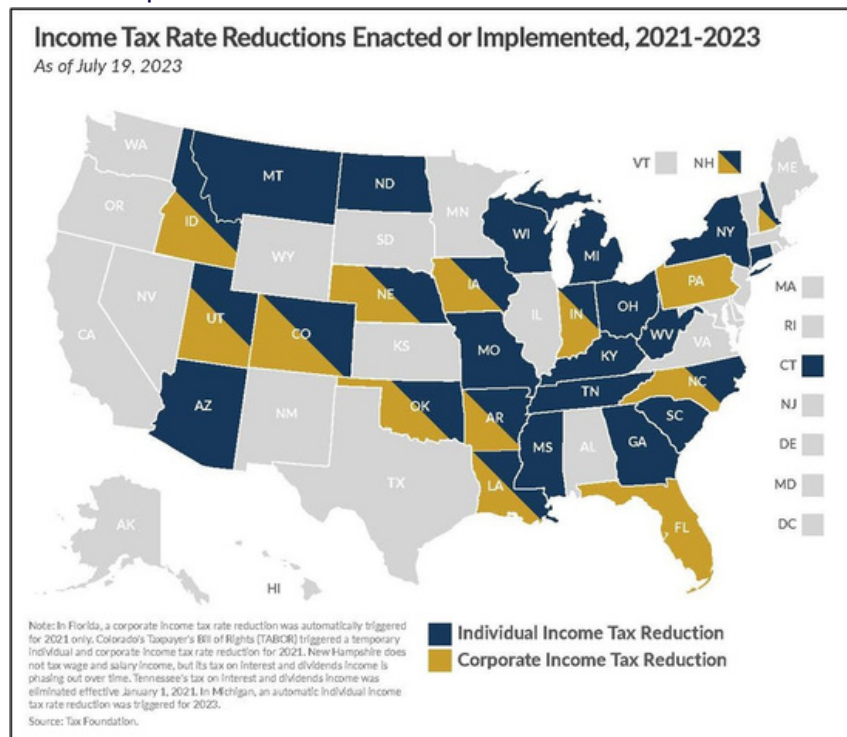 Income Tax Rate Reductions Enacted or Implemented, 2021-2023
As of July 19, 2023
WA
MT
ND
MN
VT
NH
ME
OR
ID
WY
SD
WI
MI
NY
NV
UT
CO
NE
IA
IL
IN
OH
PA
CA
KS
MO
KY
WV
VA
AZ
NM
OK
AR
TN
NC
SC
TX
LA
MS
AL
GA
FL
AK
HI
MA
RI
CT
NJ
DE
MD
DC
Note: In Florida, a corporate income tax rate reduction was automatically triggered
for 2021 only. Colorado's Taxpayer's Bill of Rights (TABOR) triggered a temporary
individual and corporate income tax rate reduction for 2021. New Hampshire does
not tax wage and salary income, but its tax on interest and dividends income is
phasing out over time. Tennessee's tax on interest and dividends income was
eliminated effective January 1, 2021. In Michigan, an automatic individual income
tax rate reduction was triggered for 2023.
Source: Tax Foundation.
Individual Income Tax Reduction
Corporate Income Tax Reduction